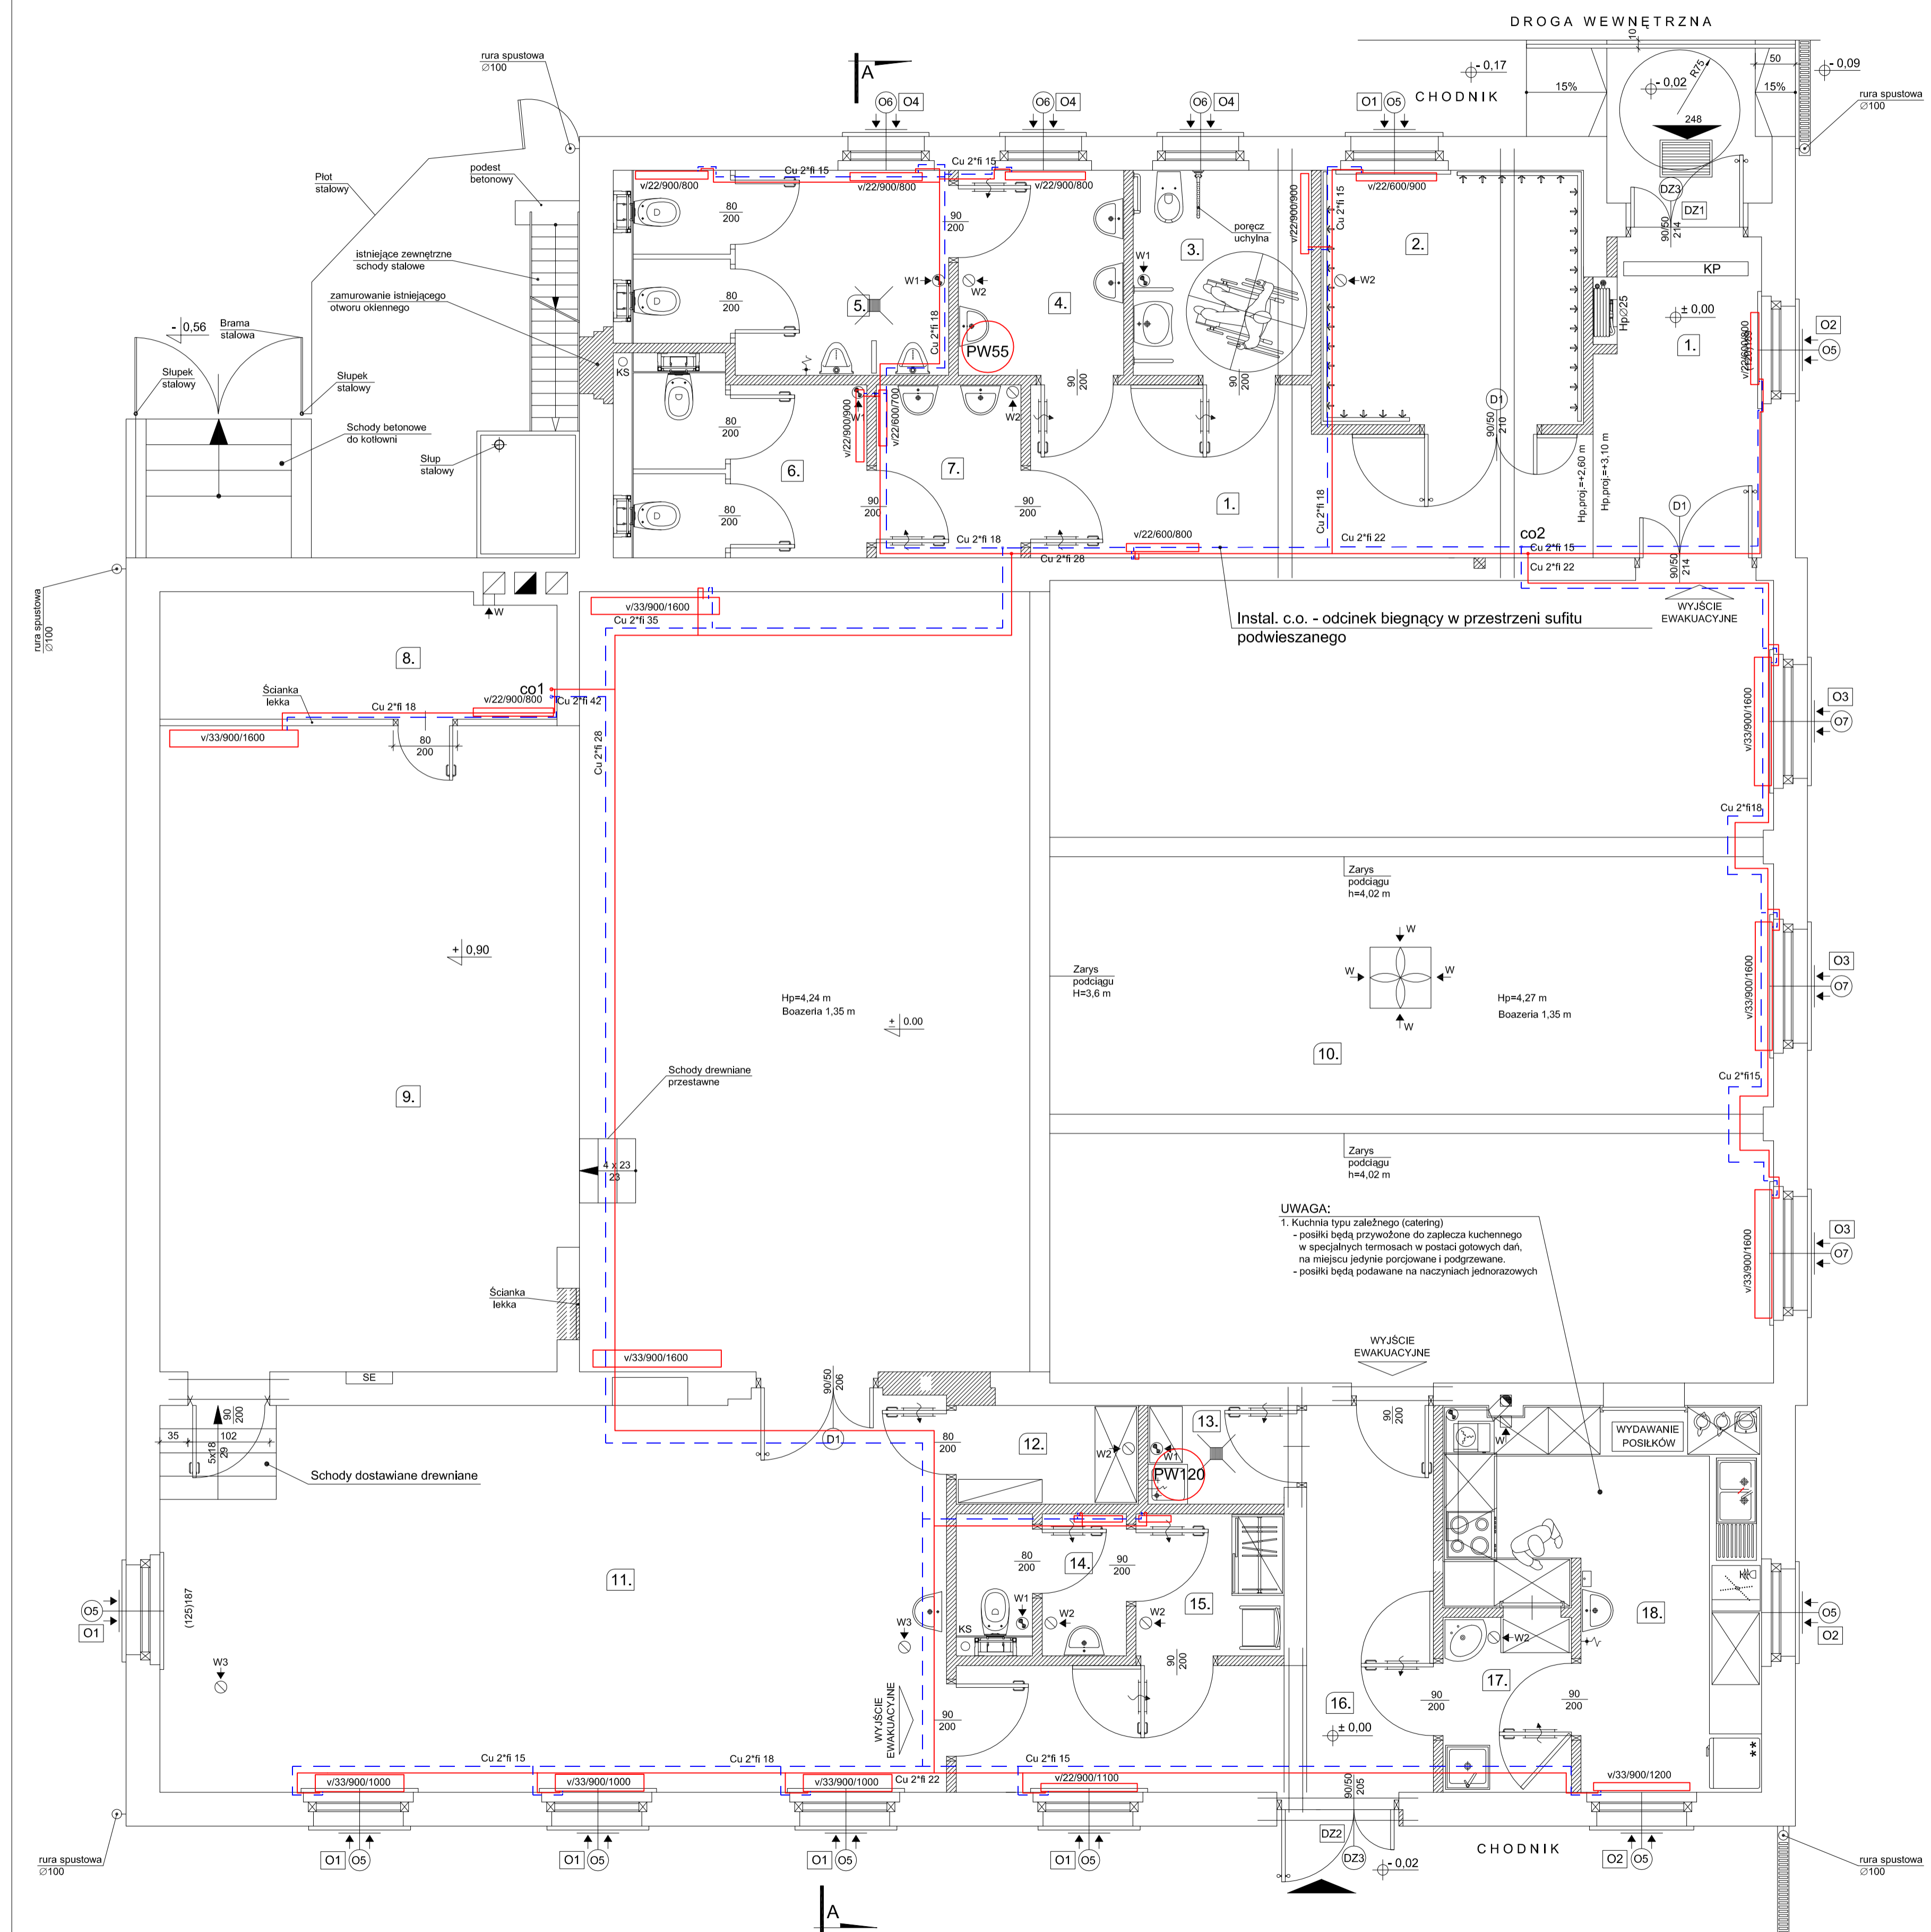 DROGA WEWNĘTRZNA
rura spustowa
∅100
A
- 0,17
10
R75
50
- 0,09
- 0,02
O6 O4
O6 O4
O6 O4
O1 O5
CHODNIK
15%
15%
248
rura spustowa
∅100
podest
betonowy
Płot
stalowy
Cu 2*fi 15
Cu 2*fi 15
v/22/900/800
v/22/900/800
v/22/900/800
v/22/600/900
Cu 2*fi 15
v/22/900/900
DZ3
DZ1
90/50
214
80
200
90
200
poręcz
uchylna
3.
2.
istniejące zewnętrzne
schody stalowe
W1
W1
W2
W2
KP
zamurowanie istniejącego
otworu okiennego
80
200
5.
4.
Hp∅25
± 0,00
1.
O2
O5
v/22/600/800
- 0,56
Brama
stalowa
Cu 2*fi 18
PW55
Słupek
stalowy
Słupek
stalowy
KS
90
200
90
200
v/22/900/900
W1
v/22/600/700
W2
D1
90/50
210
Schody betonowe
do kotłowni
80
200
Słup
stalowy
6.
7.
Hp,proj.=+2,60 m
Hp,proj.=+3,10 m
80
200
90
200
90
200
1.
Cu 2*fi 18
D1
Cu 2*fi 18
v/22/600/800
Cu 2*fi 22
co2
Cu 2*fi 15
Cu 2*fi 28
Cu 2*fi 22
90/50
214
rura spustowa
∅100
W
v/33/900/1600
Cu 2*fi 35
Instal. c.o. - odcinek biegnący w przestrzeni sufitu
podwieszanego
WYJŚCIE
EWAKUACYJNE
8.
Ścianka
lekka
co1
v/22/900/800
Cu 2*fi 42
Cu 2*fi 18
v/33/900/1600
80
200
Cu 2*fi 28
v/33/900/1600
O3
O7
Cu 2*fi18
Zarys
podciągu
h=4,02 m
+ 0,90
W
W
W
W
Zarys
podciągu
H=3,6 m
Hp=4,24 m
Boazeria 1,35 m
± 0.00
Hp=4,27 m
Boazeria 1,35 m
v/33/900/1600
O3
O7
10.
Schody drewniane
przestawne
Cu 2*fi15
9.
4 x 23
23
Zarys
podciągu
h=4,02 m
UWAGA:
1. Kuchnia typu zależnego (catering)
- posiłki będą przywożone do zaplecza kuchennego
w specjalnych termosach w postaci gotowych dań,
na miejscu jedynie porcjowane i podgrzewane.
- posiłki będą podawane na naczyniach jednorazowych
v/33/900/1600
O3
O7
Ścianka
lekka
v/33/900/1600
WYJŚCIE
EWAKUACYJNE
SE
90/50
206
D1
90
200
35
102
5x18
29
80
200
12.
W2
13.
W1
PW120
90
200
W
WYDAWANIE
POSIŁKÓW
Schody dostawiane drewniane
11.
80
200
14.
90
200
15.
W1
W2
W2
KS
W3
W3
(125)187
O5
O1
18.
W2
O5
O2
90
200
17.
90
200
90
200
16.
± 0,00
WYJŚCIE
EWAKUACYJNE
90
200
Cu 2*fi 15
Cu 2*fi 18
Cu 2*fi 15
v/33/900/1000
v/33/900/1000
v/33/900/1000
Cu 2*fi 22
v/22/900/1100
v/33/900/1200
**
90/50
205
DZ2
DZ3
- 0,02
CHODNIK
O1 O5
O1 O5
O1 O5
O1 O5
O2 O5
rura spustowa
∅100
rura spustowa
∅100
A